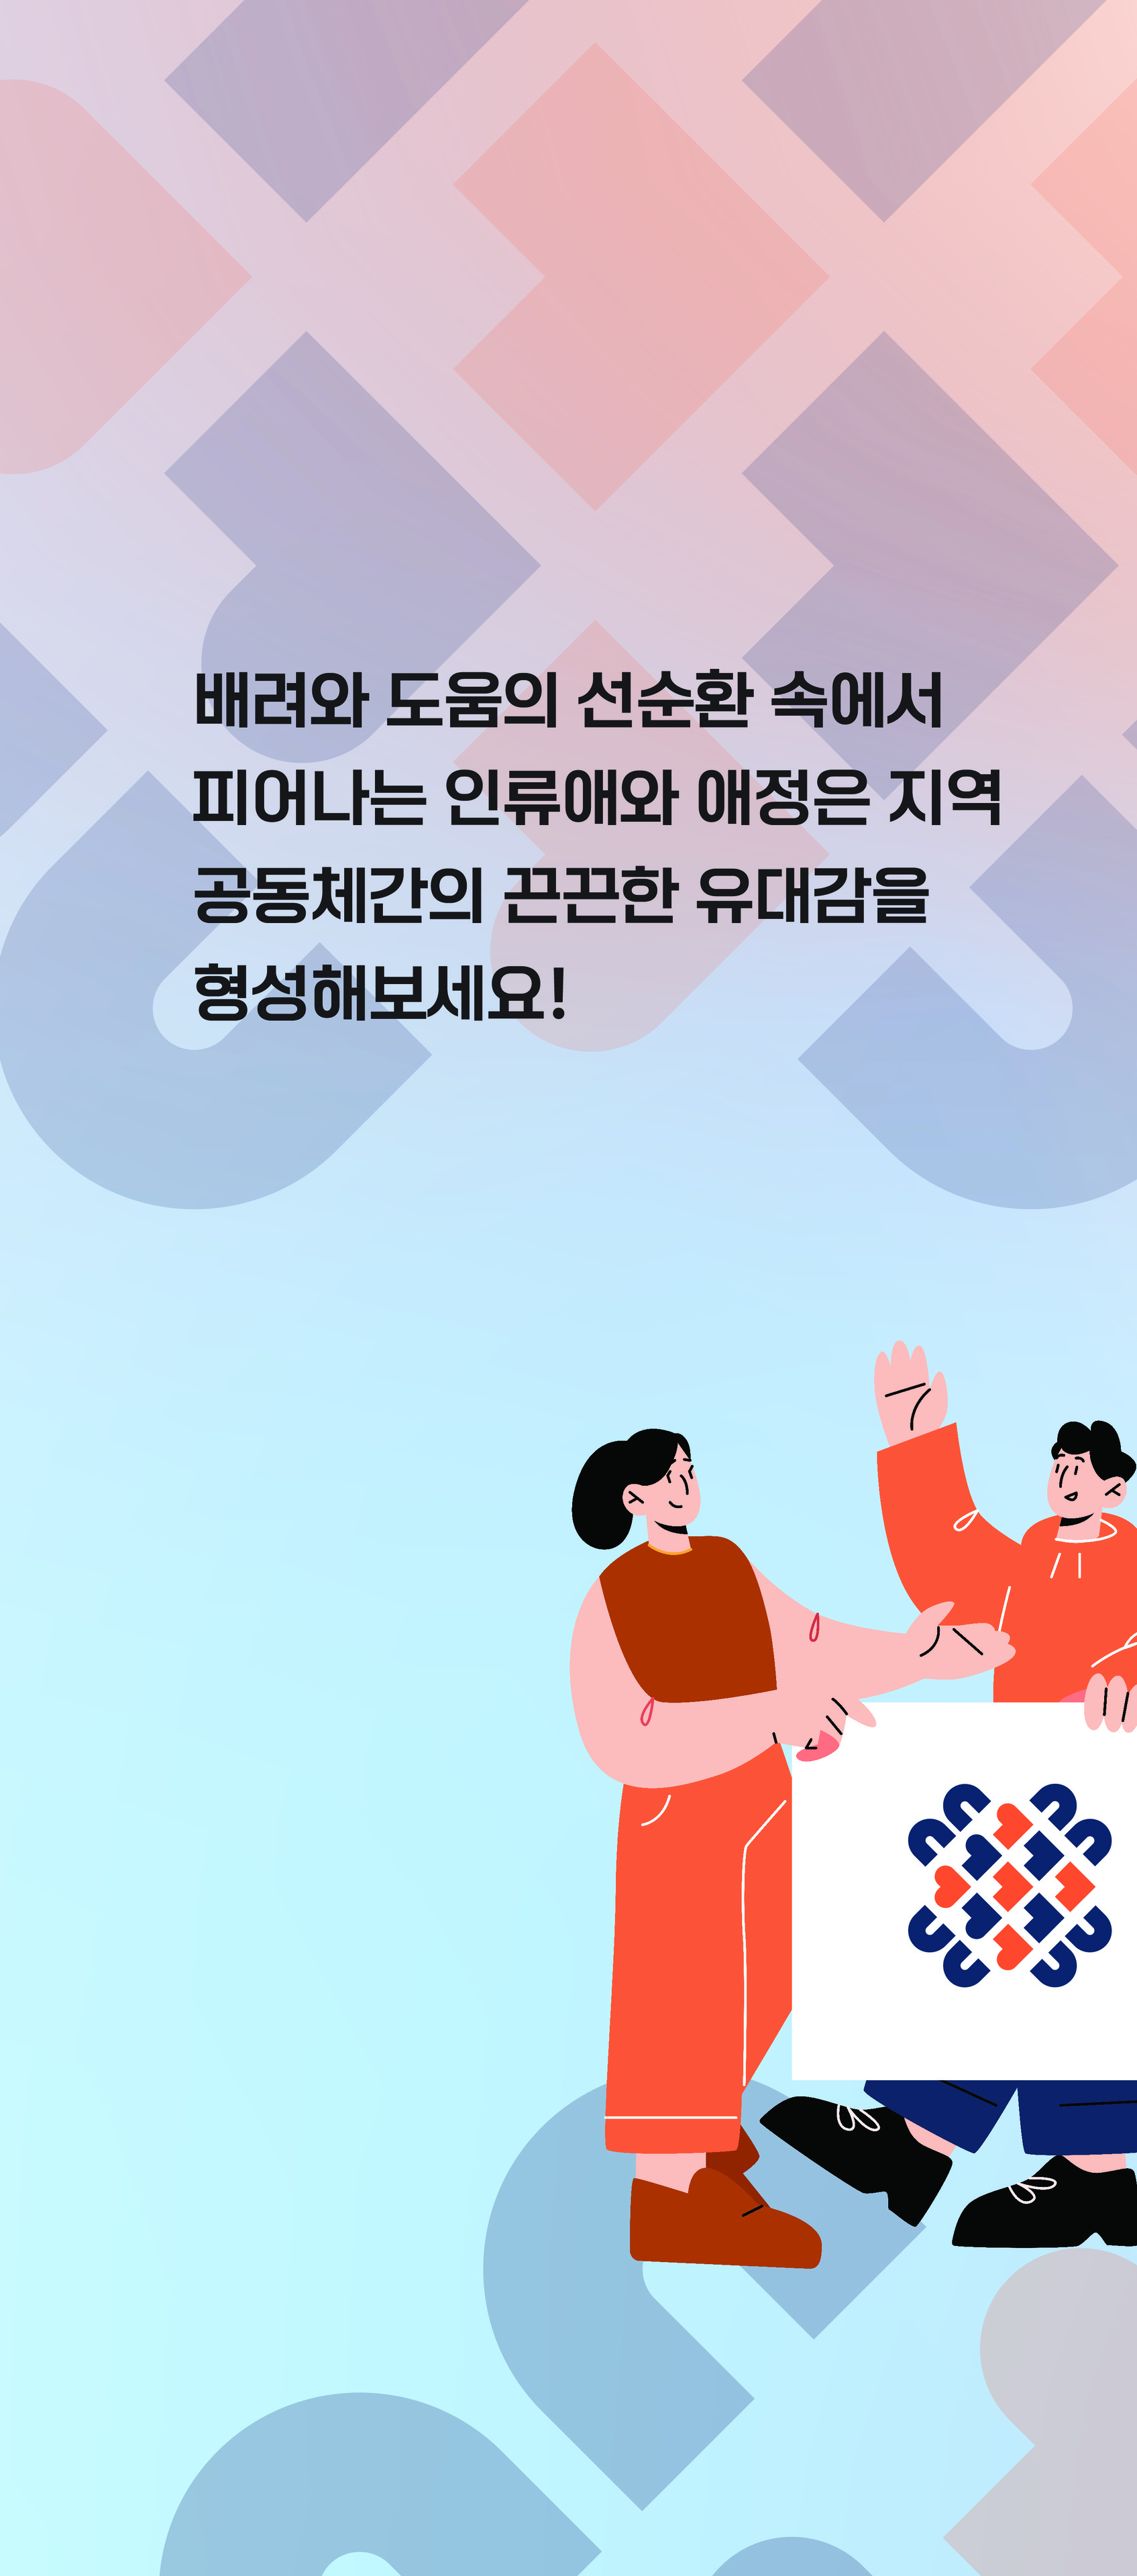 배려와 도움의 선순환 속에서
피어나는 인류애와 애정은 지역
공동체간의 끈끈한 유대감을
형성해보세요!